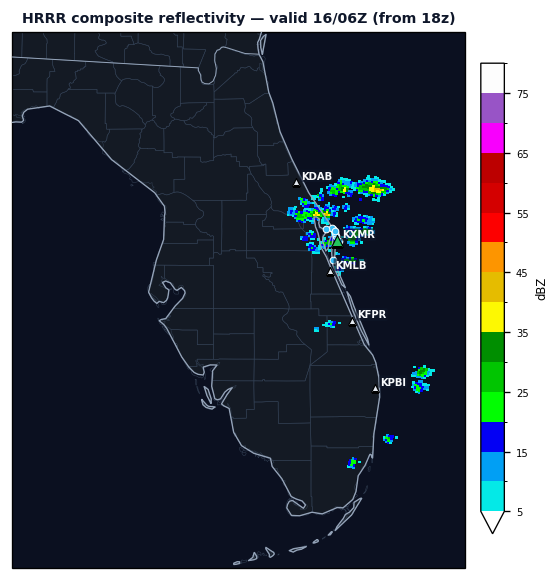 HRRR composite reflectivity — valid 16/06Z (from 18z)
KDAB
KXMR
KMLB
KFPR
KPBI
75
65
55
45
35
25
15
5
dBZ